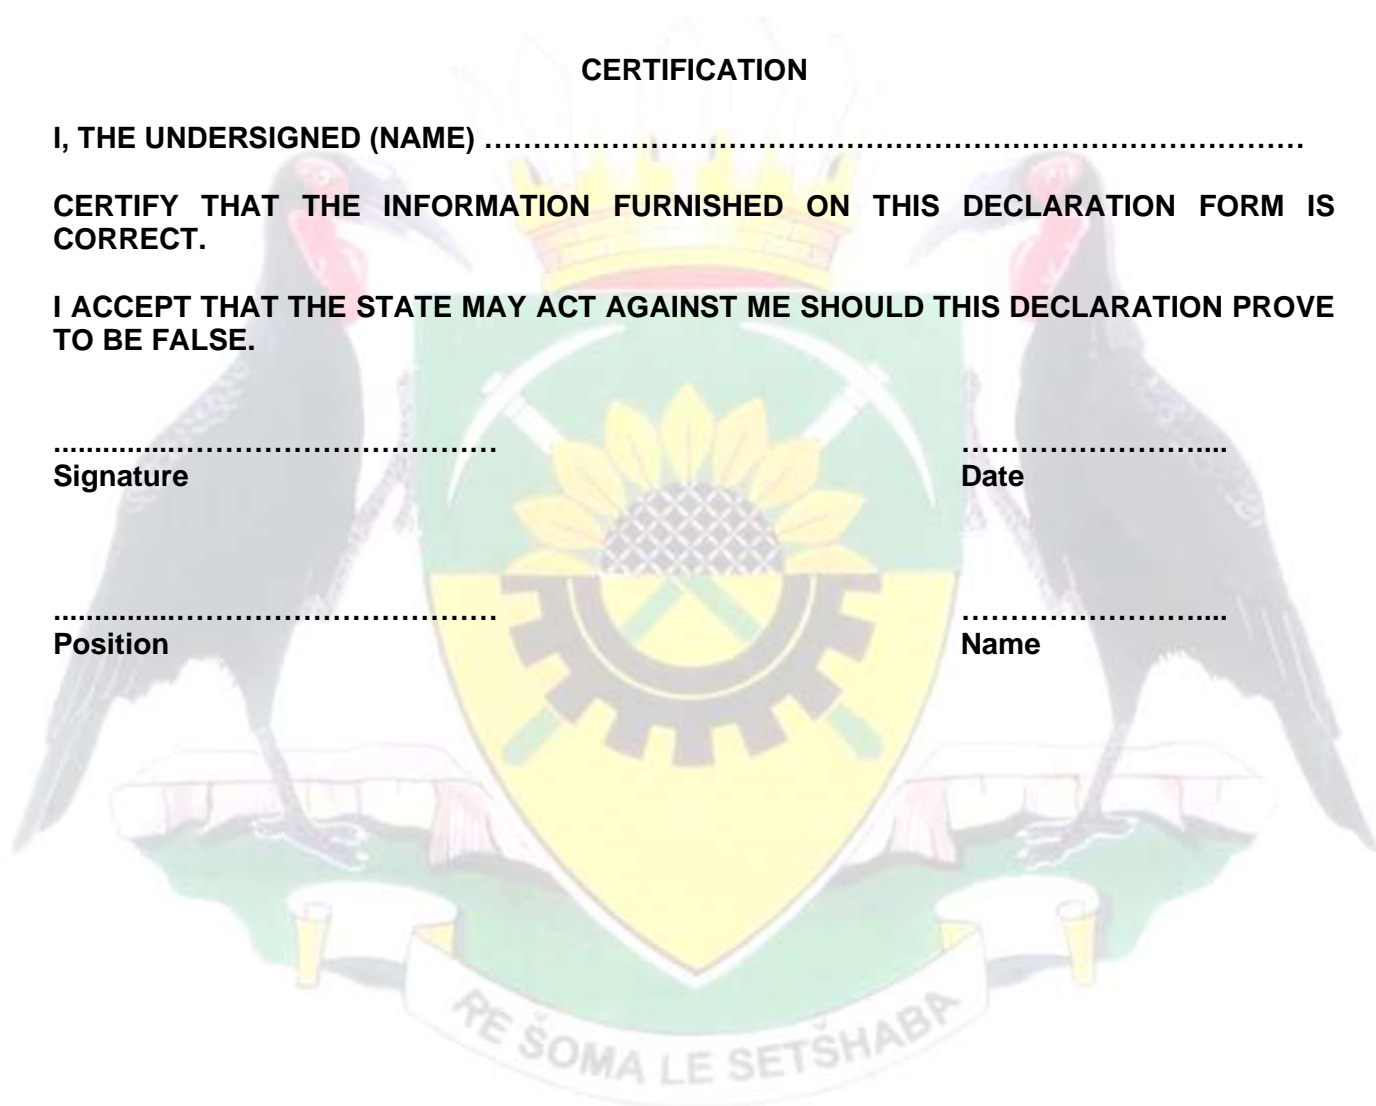 CERTIFICATION
I, THE UNDERSIGNED (NAME) …………………………………………………………………………
CERTIFY THAT THE INFORMATION FURNISHED ON THIS DECLARATION FORM IS
CORRECT.
I ACCEPT THAT THE STATE MAY ACT AGAINST ME SHOULD THIS DECLARATION PROVE
TO BE FALSE.
...............…………………………… ……………………...
Signature Date
...............…………………………… ……………………...
Position Name
RE ŠOMA LE SETŠHABA